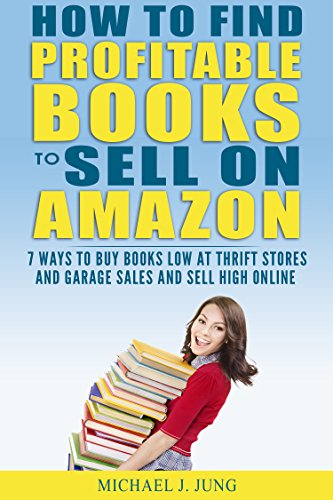 HOW TO FIND
PROFITABLE
BOOKS
TO SELL ON
AMAZON
7 WAYS TO BUY BOOKS LOW AT THRIFT STORES
AND GARAGE SALES AND SELL HIGH ONLINE
MICHAEL J. JUNG